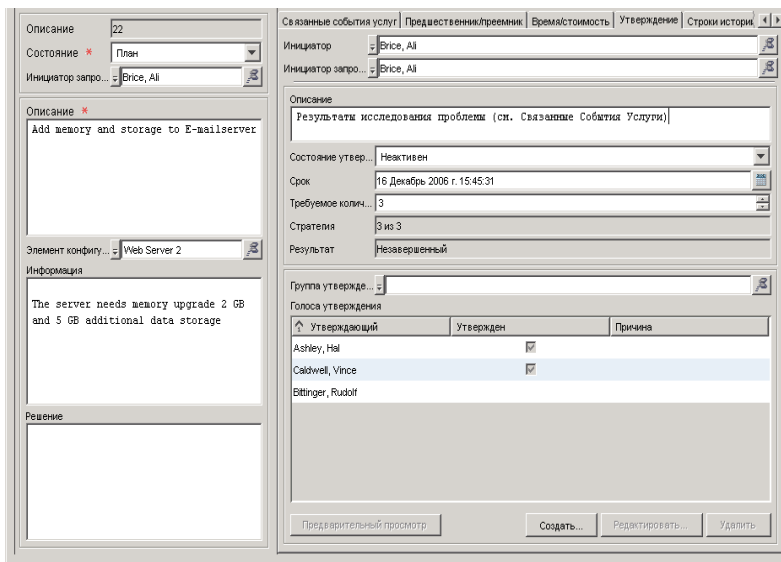 Описание 22
Состояние * План
Инициатор запро... Brice, Ali
Описание *
Add memory and storage to E-mailserver
Элемент конфигу... Web Server 2
Информация
The server needs memory upgrade 2 GB
and 5 GB additional data storage
Решение
Связанные события услуг Предшественник/преемник Время/стоимость Утверждение Строки истории
Инициатор Brice, Ali
Инициатор запро... Brice, Ali
Описание
Результаты исследования проблемы (см. Связанные События Услуги)
Состояние утвер... Неактивен
Срок 16 Декабрь 2006 г. 15:45:31
Требуемое колич... 3
Стратегия 3 из 3
Результат Незавершенный
Группа утвержде...
Голоса утверждения
Утверждающий Утвержден Причина
Ashley, Hal
Caldwell, Vince
Bittinger, Rudolf
Предварительный просмотр Создать... Редактировать... Удалить